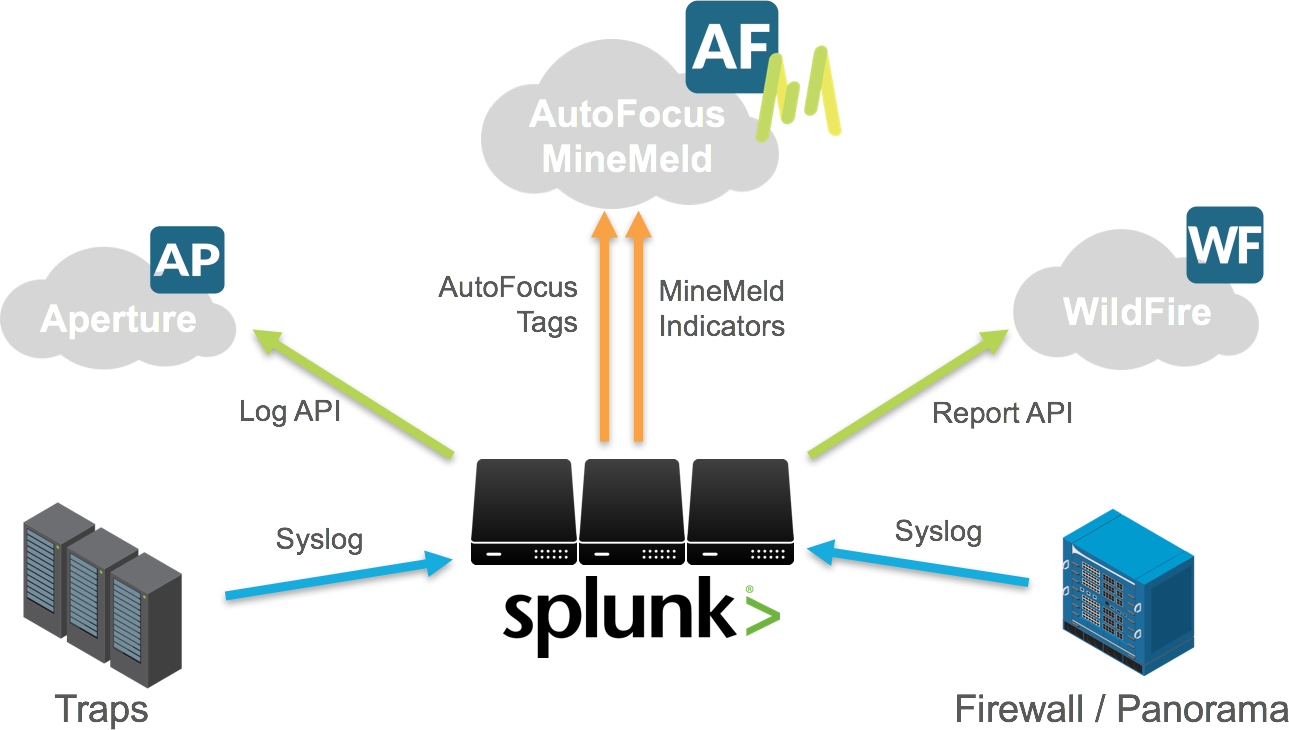 AF
AutoFocus
MineMeld
AP
Aperture
WF
WildFire
AutoFocus
Tags
MineMeld
Indicators
Log API
Report API
Syslog
Syslog
splunk>®
Traps
Firewall / Panorama